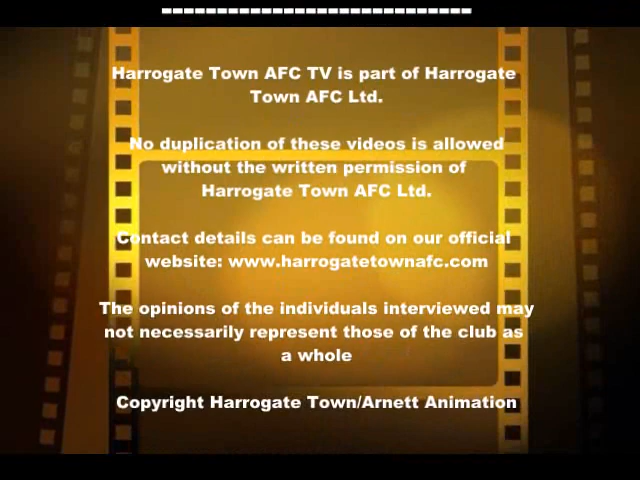 Harrogate Town AFC TV is part of Harrogate
Town AFC Ltd.
No duplication of these videos is allowed
without the written permission of
Harrogate Town AFC Ltd.
Contact details can be found on our official
website: www.harrogatetownafc.com
The opinions of the individuals interviewed may
not necessarily represent those of the club as
a whole
Copyright Harrogate Town/Arnett Animation